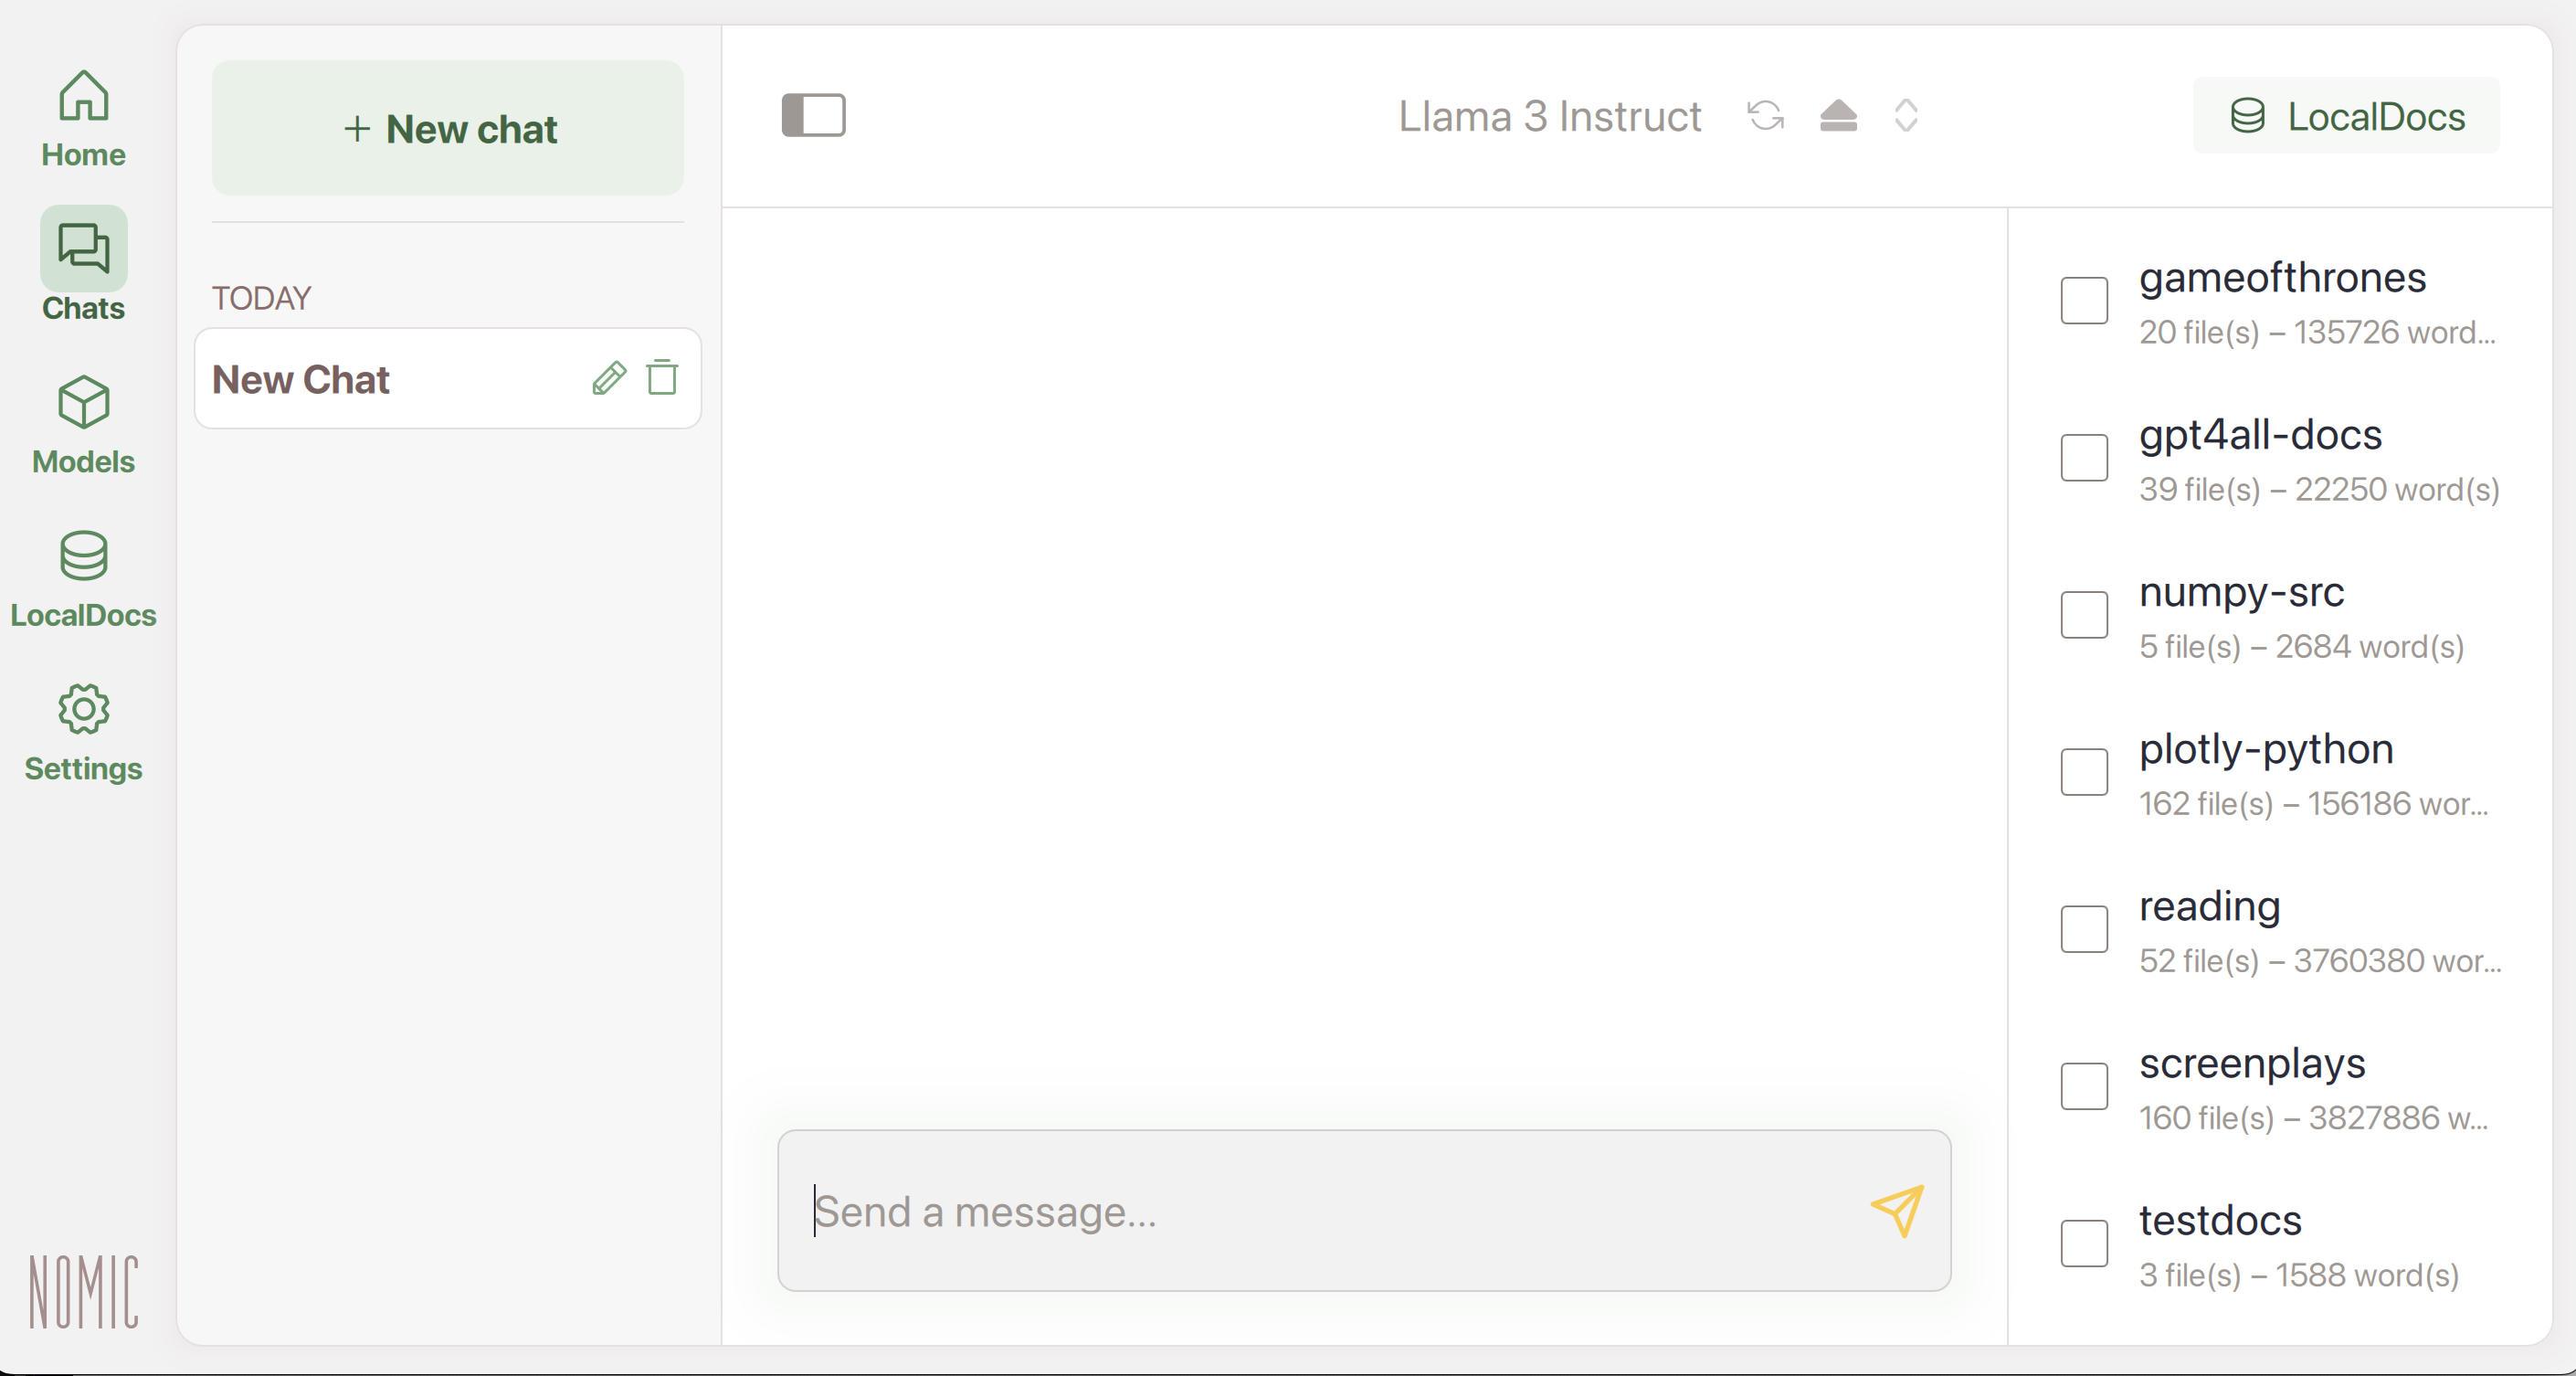 Home
Chats
Models
LocalDocs
Settings
NOMIC
+ New chat
TODAY
New Chat
Llama 3 Instruct
LocalDocs
Send a message...
gameofthrones
20 file(s) – 135726 word...
gpt4all-docs
39 file(s) – 22250 word(s)
numpy-src
5 file(s) – 2684 word(s)
plotly-python
162 file(s) – 156186 wor...
reading
52 file(s) – 3760380 wor...
screenplays
160 file(s) – 3827886 w...
testdocs
3 file(s) – 1588 word(s)